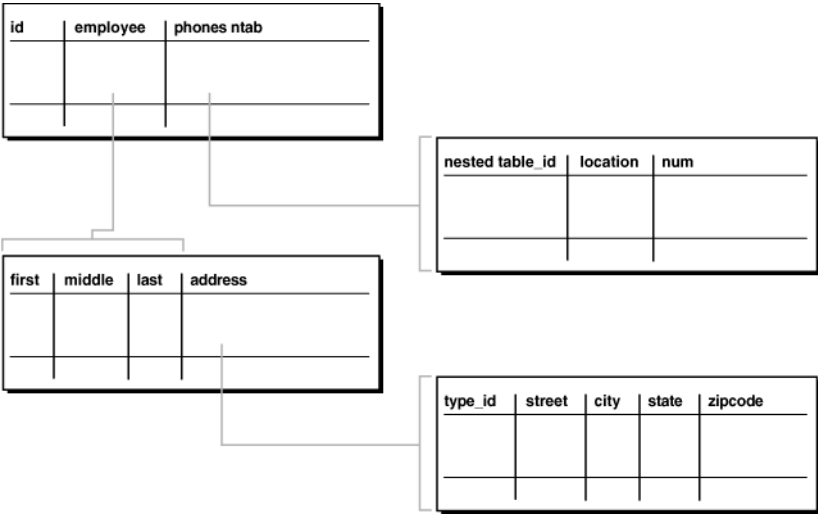 id employee phones ntab
nested table_id location num
first middle last address
type_id street city state zipcode